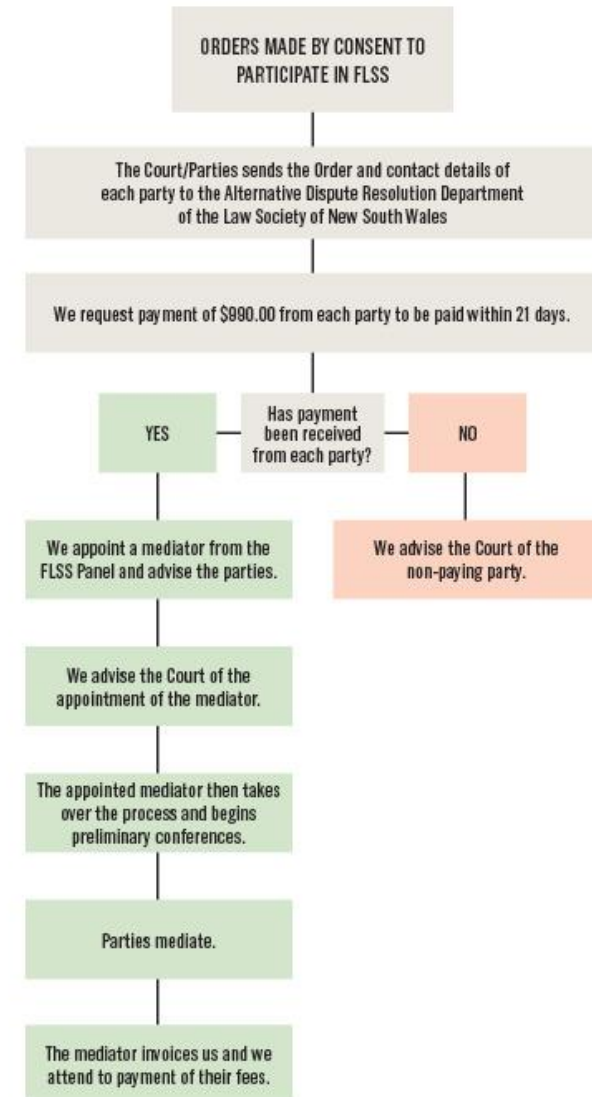 ORDERS MADE BY CONSENT TO
PARTICIPATE IN FLSS
The Court/Parties sends the Order and contact details of
each party to the Alternative Dispute Resolution Department
of the Law Society of New South Wales
We request payment of $990.00 from each party to be paid within 21 days.
Has payment
been received
from each party?
YES
NO
We appoint a mediator from the
FLSS Panel and advise the parties.
We advise the Court of the
non-paying party.
We advise the Court of the
appointment of the mediator.
The appointed mediator then takes
over the process and begins
preliminary conferences.
Parties mediate.
The mediator invoices us and we
attend to payment of their fees.